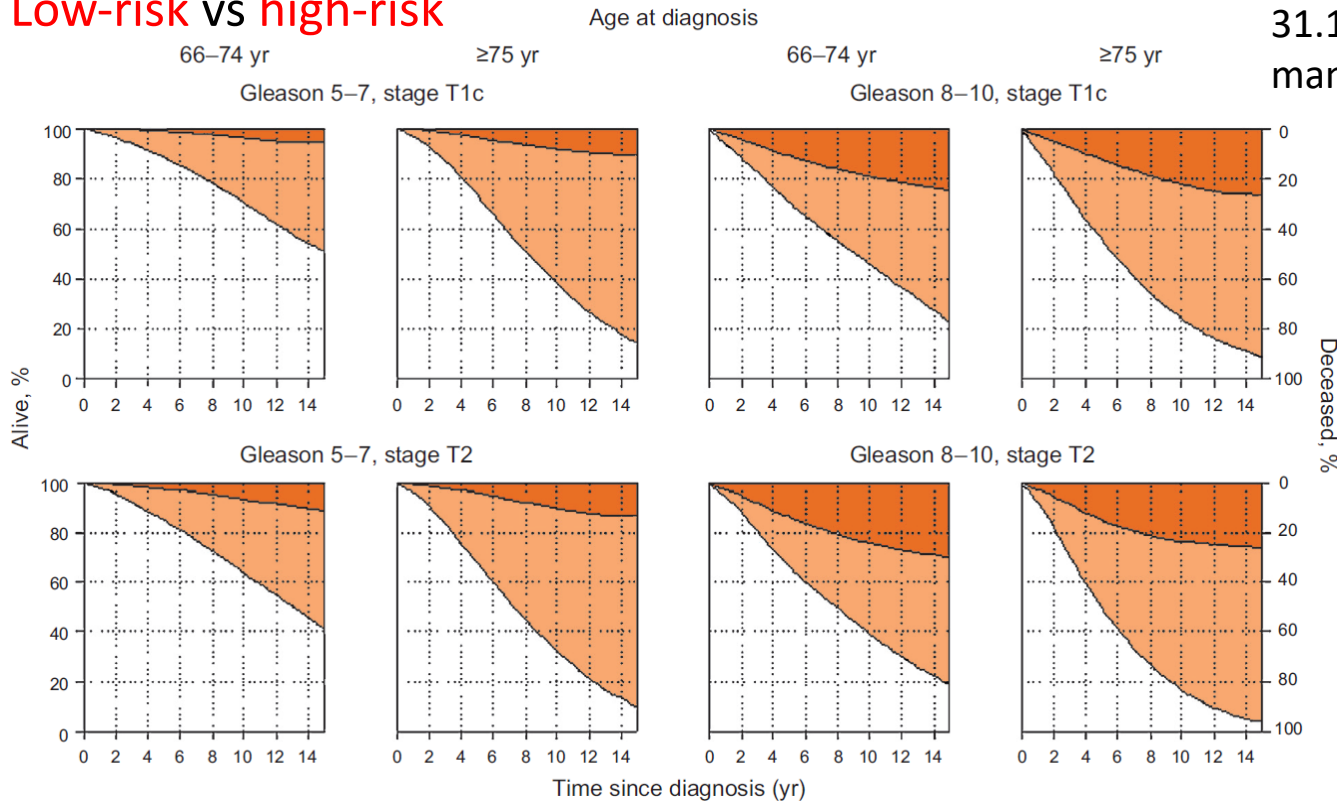 Low-risk vs high-risk
Age at diagnosis
31.1
mar
66–74 yr ≥75 yr 66–74 yr ≥75 yr
Gleason 5–7, stage T1c Gleason 8–10, stage T1c
100 0
80 20
60 40
40 60
20 80
0 100
0 2 4 6 8 10 12 14 0 2 4 6 8 10 12 14 0 2 4 6 8 10 12 14 0 2 4 6 8 10 12 14
Alive, %
Deceased, %
Gleason 5–7, stage T2 Gleason 8–10, stage T2
100 0
80 20
60 40
40 60
20 80
0 100
0 2 4 6 8 10 12 14 0 2 4 6 8 10 12 14 0 2 4 6 8 10 12 14 0 2 4 6 8 10 12 14
Time since diagnosis (yr)